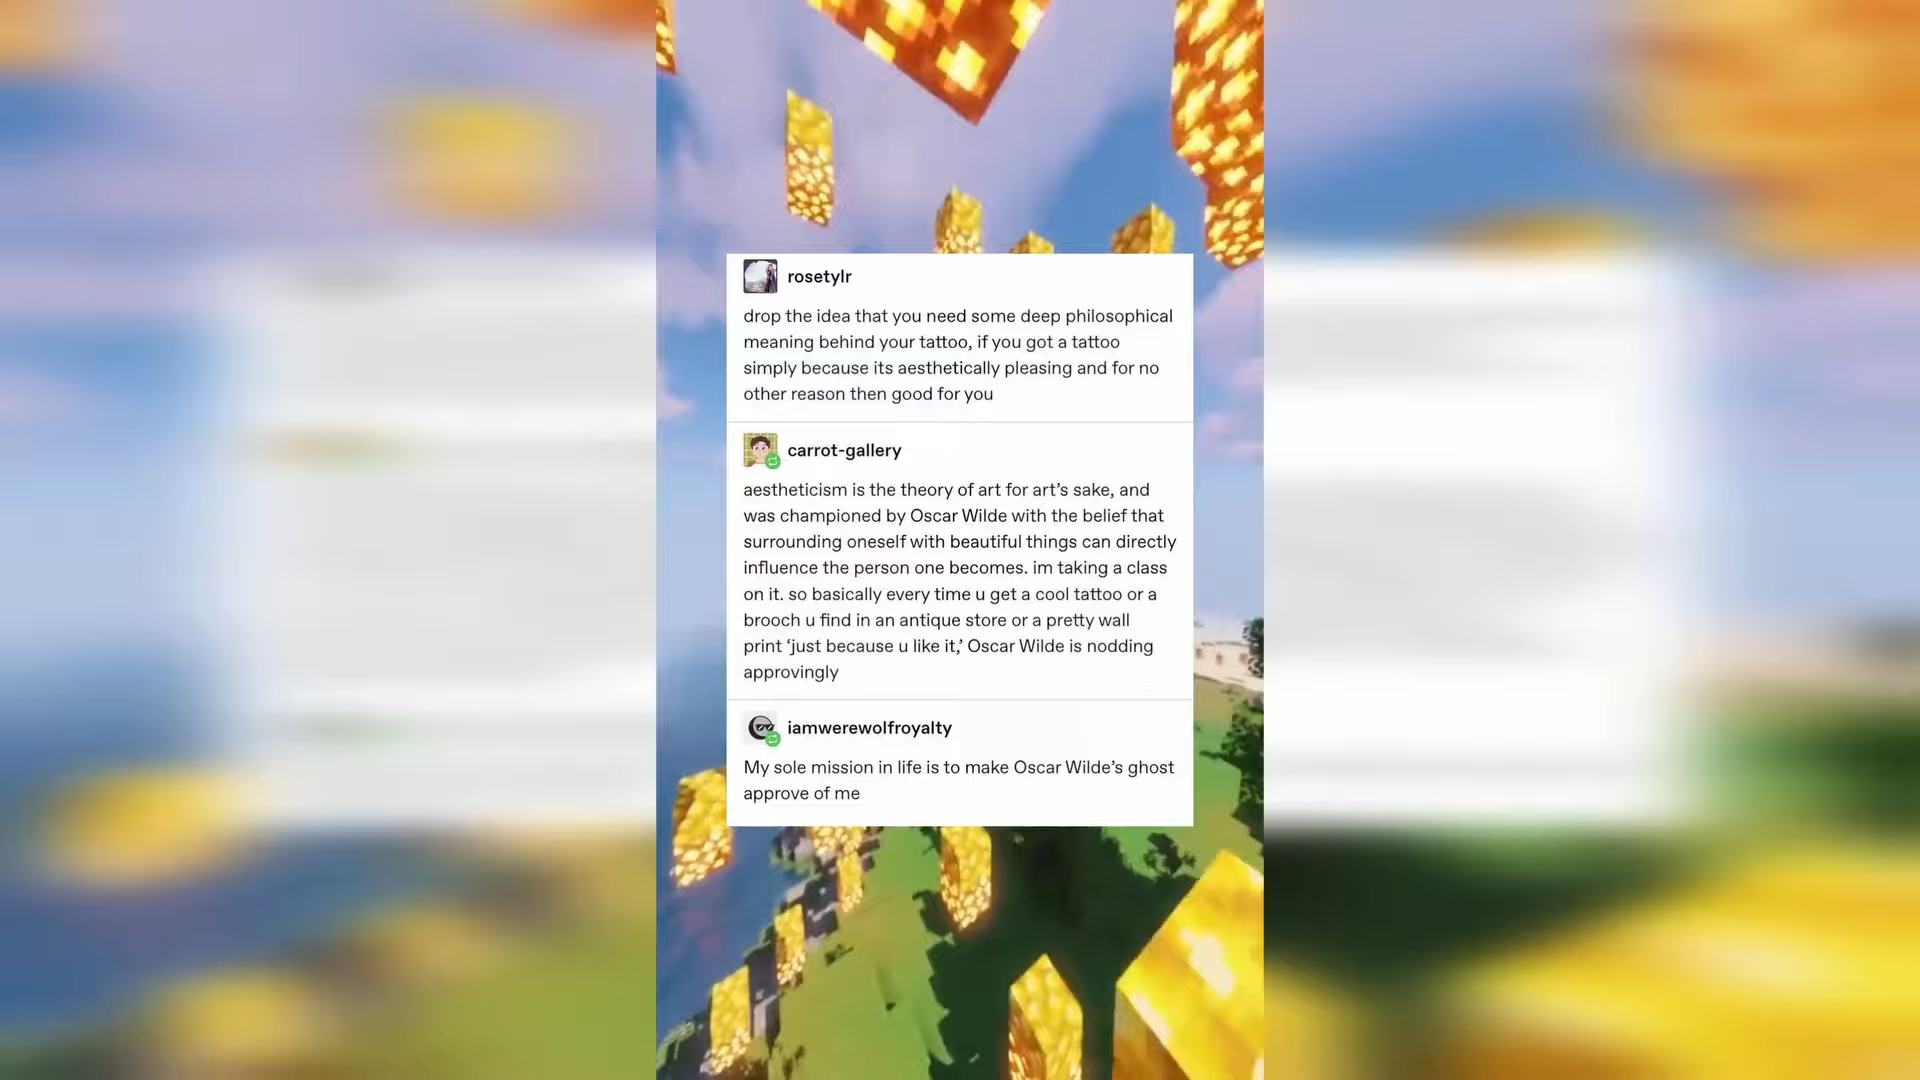 rosetylr
drop the idea that you need some deep philosophical
meaning behind your tattoo, if you got a tattoo
simply because its aesthetically pleasing and for no
other reason then good for you
carrot-gallery
aestheticism is the theory of art for art’s sake, and
was championed by Oscar Wilde with the belief that
surrounding oneself with beautiful things can directly
influence the person one becomes. im taking a class
on it. so basically every time u get a cool tattoo or a
brooch u find in an antique store or a pretty wall
print ‘just because u like it,’ Oscar Wilde is nodding
approvingly
iamwerewolfroyalty
My sole mission in life is to make Oscar Wilde’s ghost
approve of me